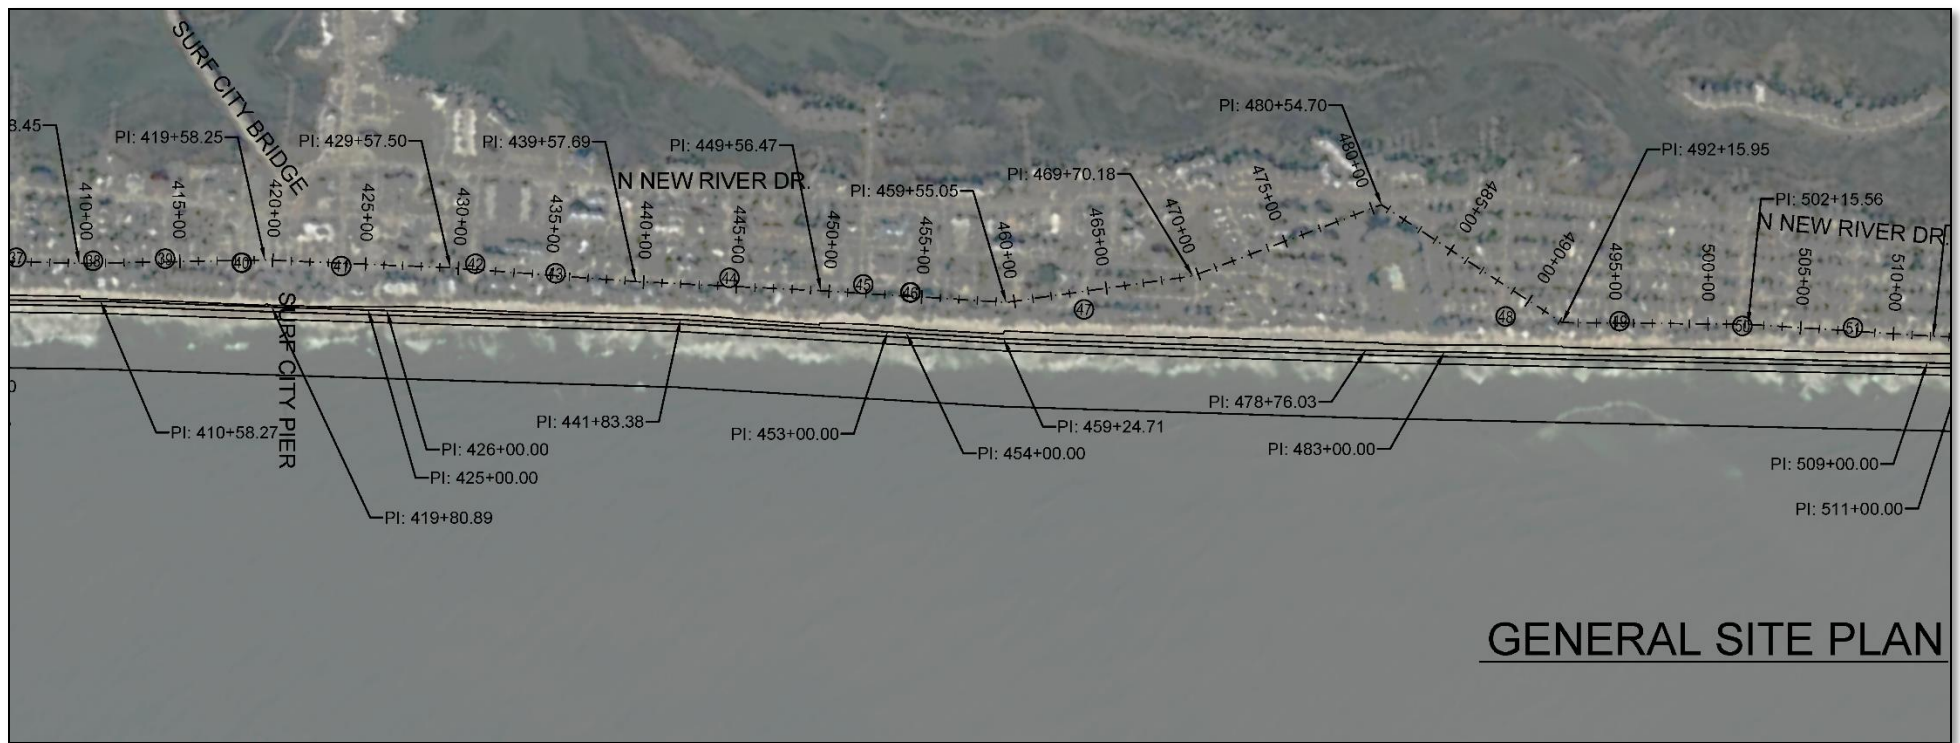 SURF CITY BRIDGE
8.45
PI: 419+58.25
PI: 429+57.50
PI: 439+57.69
PI: 449+56.47
PI: 459+55.05
PI: 469+70.18
PI: 480+54.70
PI: 492+15.95
PI: 502+15.56
N NEW RIVER DR.
N NEW RIVER DR
410+00
415+00
420+00
425+00
430+00
435+00
440+00
445+00
450+00
455+00
460+00
465+00
470+00
475+00
480+00
485+00
490+00
495+00
500+00
505+00
510+00
37
38
39
40
41
42
43
44
45
46
47
48
49
50
51
SURF CITY PIER
0
PI: 410+58.27
PI: 419+80.89
PI: 425+00.00
PI: 426+00.00
PI: 441+83.38
PI: 453+00.00
PI: 454+00.00
PI: 459+24.71
PI: 478+76.03
PI: 483+00.00
PI: 509+00.00
PI: 511+00.00
GENERAL SITE PLAN